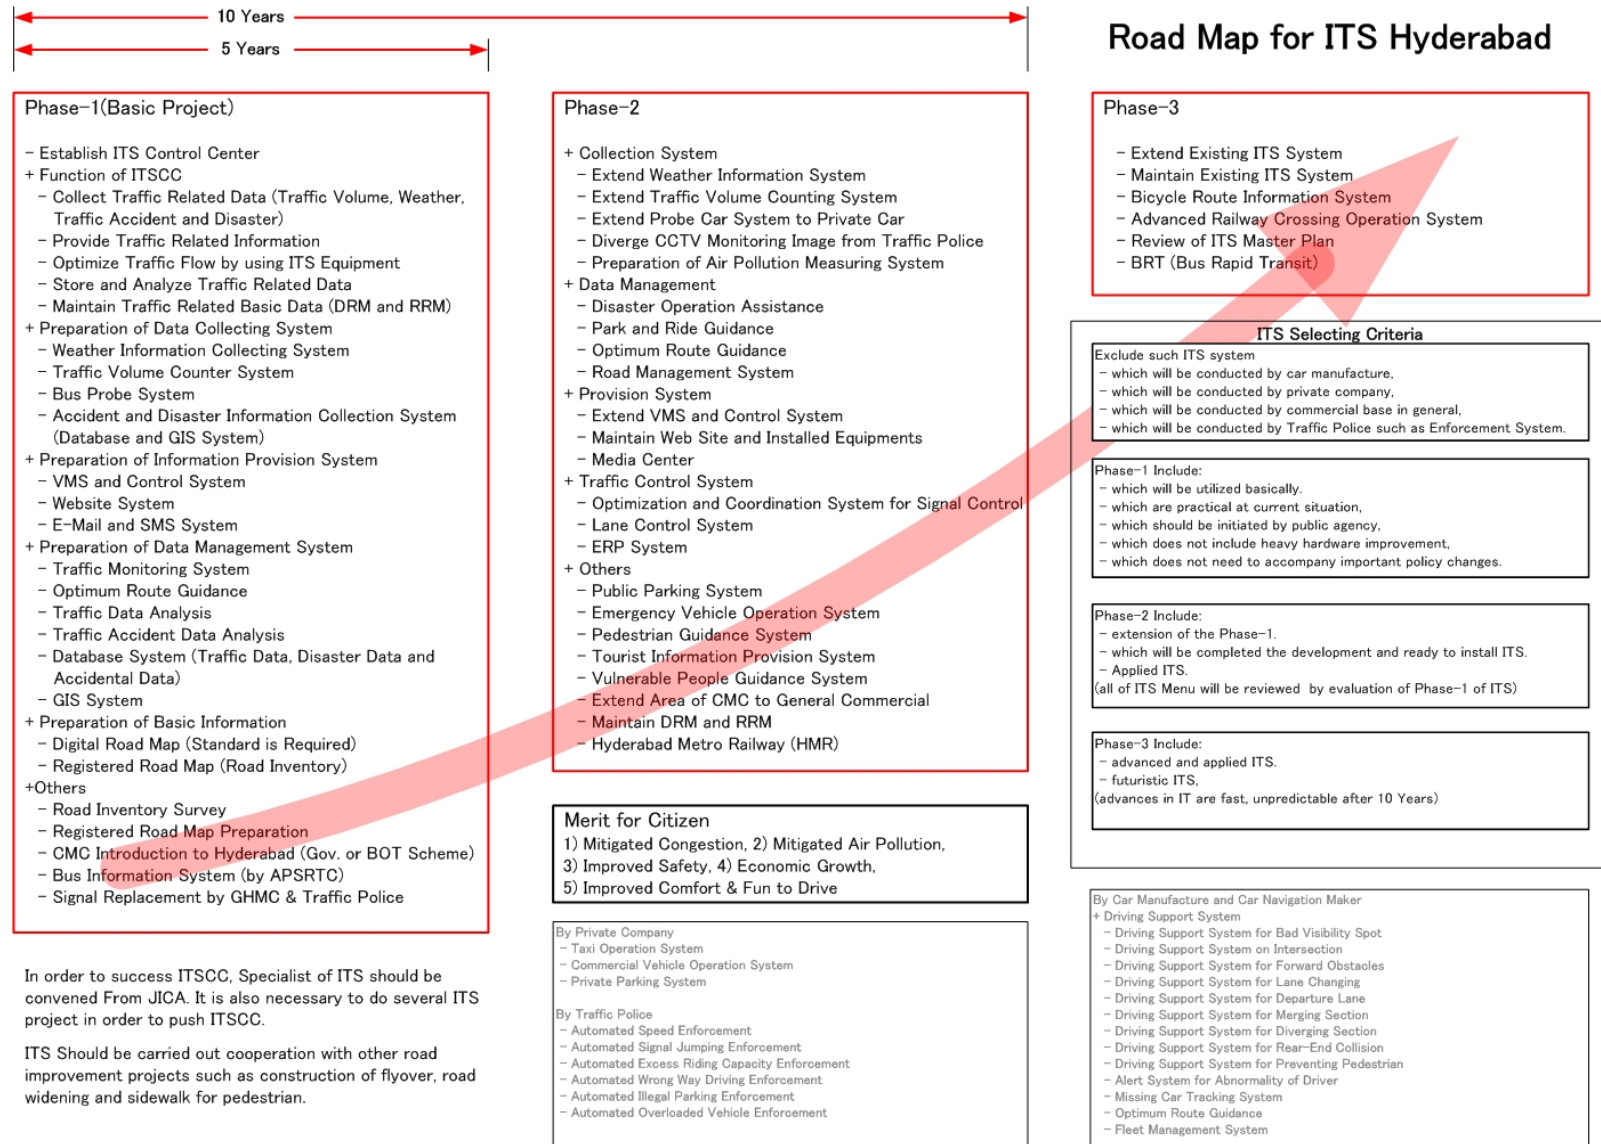 10 Years
5 Years
Road Map for ITS Hyderabad
Phase-1(Basic Project)
- Establish ITS Control Center
+ Function of ITSCC
- Collect Traffic Related Data (Traffic Volume, Weather,
Traffic Accident and Disaster)
- Provide Traffic Related Information
- Optimize Traffic Flow by using ITS Equipment
- Store and Analyze Traffic Related Data
- Maintain Traffic Related Basic Data (DRM and RRM)
+ Preparation of Data Collecting System
- Weather Information Collecting System
- Traffic Volume Counter System
- Bus Probe System
- Accident and Disaster Information Collection System
(Database and GIS System)
+ Preparation of Information Provision System
- VMS and Control System
- Website System
- E-Mail and SMS System
+ Preparation of Data Management System
- Traffic Monitoring System
- Optimum Route Guidance
- Traffic Data Analysis
- Traffic Accident Data Analysis
- Database System (Traffic Data, Disaster Data and
Accidental Data)
- GIS System
+ Preparation of Basic Information
- Digital Road Map (Standard is Required)
- Registered Road Map (Road Inventory)
+Others
- Road Inventory Survey
- Registered Road Map Preparation
- CMC Introduction to Hyderabad (Gov. or BOT Scheme)
- Bus Information System (by APSRTC)
- Signal Replacement by GHMC & Traffic Police
In order to success ITSCC, Specialist of ITS should be
convened From JICA. It is also necessary to do several ITS
project in order to push ITSCC.
ITS Should be carried out cooperation with other road
improvement projects such as construction of flyover, road
widening and sidewalk for pedestrian.
Phase-2
+ Collection System
- Extend Weather Information System
- Extend Traffic Volume Counting System
- Extend Probe Car System to Private Car
- Diverge CCTV Monitoring Image from Traffic Police
- Preparation of Air Pollution Measuring System
+ Data Management
- Disaster Operation Assistance
- Park and Ride Guidance
- Optimum Route Guidance
- Road Management System
+ Provision System
- Extend VMS and Control System
- Maintain Web Site and Installed Equipments
- Media Center
+ Traffic Control System
- Optimization and Coordination System for Signal Control
- Lane Control System
- ERP System
+ Others
- Public Parking System
- Emergency Vehicle Operation System
- Pedestrian Guidance System
- Tourist Information Provision System
- Vulnerable People Guidance System
- Extend Area of CMC to General Commercial
- Maintain DRM and RRM
- Hyderabad Metro Railway (HMR)
Merit for Citizen
1) Mitigated Congestion, 2) Mitigated Air Pollution,
3) Improved Safety, 4) Economic Growth,
5) Improved Comfort & Fun to Drive
By Private Company
- Taxi Operation System
- Commercial Vehicle Operation System
- Private Parking System
By Traffic Police
- Automated Speed Enforcement
- Automated Signal Jumping Enforcement
- Automated Excess Riding Capacity Enforcement
- Automated Wrong Way Driving Enforcement
- Automated Illegal Parking Enforcement
- Automated Overloaded Vehicle Enforcement
Phase-3
- Extend Existing ITS System
- Maintain Existing ITS System
- Bicycle Route Information System
- Advanced Railway Crossing Operation System
- Review of ITS Master Plan
- BRT (Bus Rapid Transit)
ITS Selecting Criteria
Exclude such ITS system
- which will be conducted by car manufacture,
- which will be conducted by private company,
- which will be conducted by commercial base in general,
- which will be conducted by Traffic Police such as Enforcement System.
Phase-1 Include:
- which will be utilized basically.
- which are practical at current situation,
- which should be initiated by public agency,
- which does not include heavy hardware improvement,
- which does not need to accompany important policy changes.
Phase-2 Include:
- extension of the Phase-1.
- which will be completed the development and ready to install ITS.
- Applied ITS.
(all of ITS Menu will be reviewed by evaluation of Phase-1 of ITS)
Phase-3 Include:
- advanced and applied ITS.
- futuristic ITS,
(advances in IT are fast, unpredictable after 10 Years)
By Car Manufacture and Car Navigation Maker
+ Driving Support System
- Driving Support System for Bad Visibility Spot
- Driving Support System on Intersection
- Driving Support System for Forward Obstacles
- Driving Support System for Lane Changing
- Driving Support System for Departure Lane
- Driving Support System for Merging Section
- Driving Support System for Diverging Section
- Driving Support System for Rear-End Collision
- Driving Support System for Preventing Pedestrian
- Alert System for Abnormality of Driver
- Missing Car Tracking System
- Optimum Route Guidance
- Fleet Management System